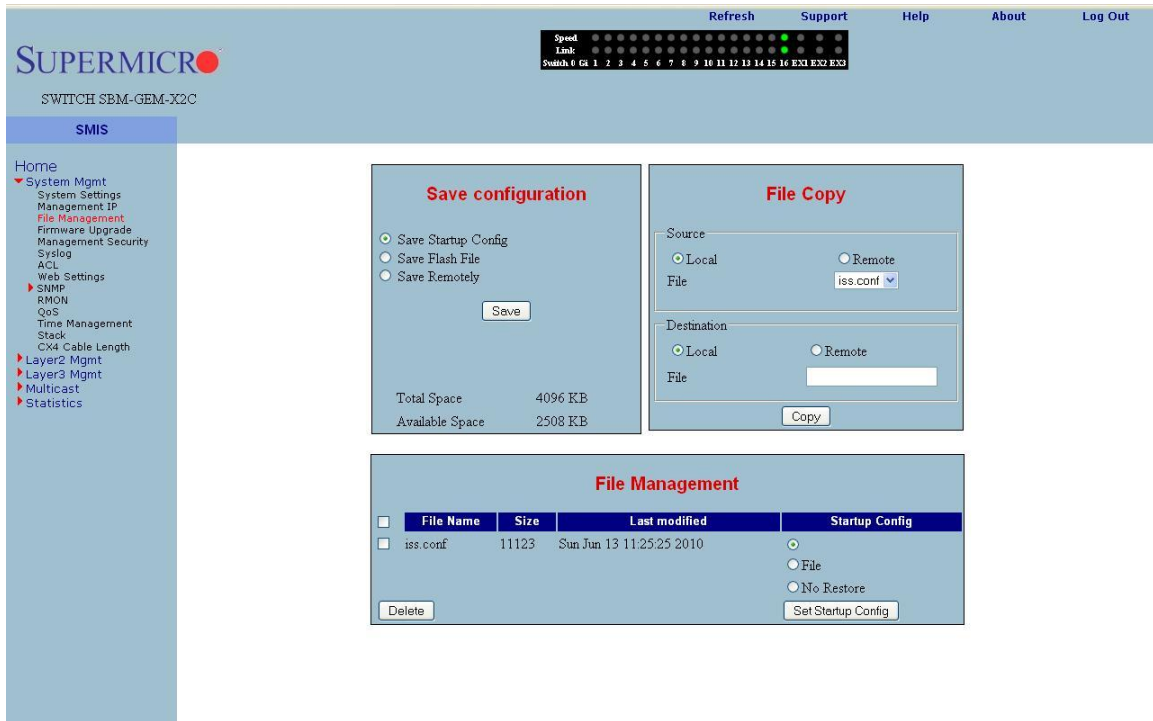 Refresh Support Help About Log Out
SUPERMICRO
SWITCH SBM-GEM-X2C
Speed
Link
Switch 0 Gi 1 2 3 4 5 6 7 8 9 10 11 12 13 14 15 16 EX1 EX2 EX3
SMIS
Home
System Mgmt
System Settings
Management IP
File Management
Firmware Upgrade
Management Security
Syslog
ACL
Web Settings
SNMP
RMON
QoS
Time Management
Stack
CX4 Cable Length
Layer2 Mgmt
Layer3 Mgmt
Multicast
Statistics
Save configuration
Save Startup Config
Save Flash File
Save Remotely
Save
Total Space 4096 KB
Available Space 2508 KB
File Copy
Source
Local Remote
File iss.conf
Destination
Local Remote
File
Copy
File Management
File Name Size Last modified Startup Config
iss.conf 11123 Sun Jun 13 11:25:25 2010
File
No Restore
Delete Set Startup Config